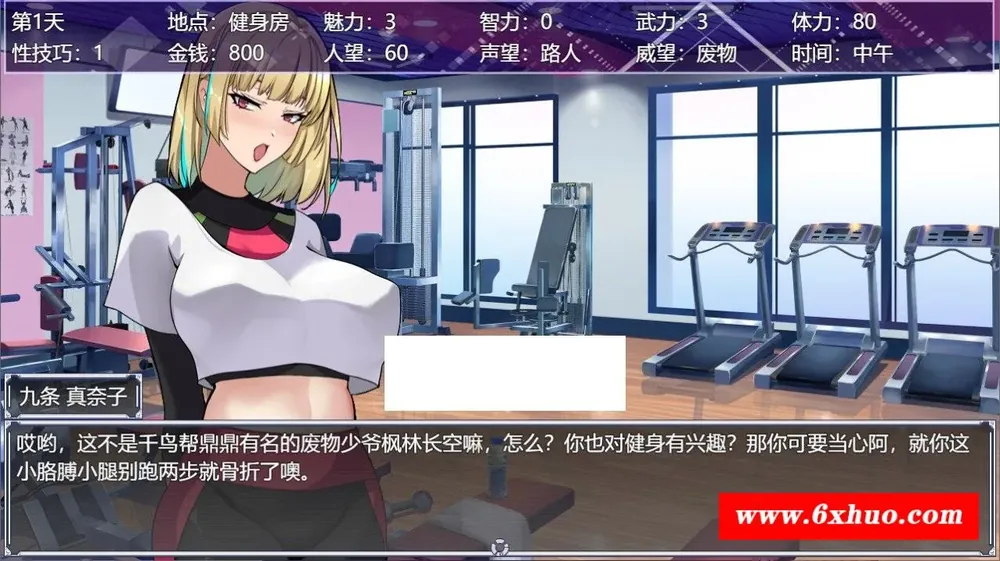 第1天 地点：健身房 魅力：3 智力：0 武力：3 体力：80
性技巧：1 金钱：800 人望：60 声望：路人 威望：废物 时间：中午
九条 真奈子
哎哟，这不是千鸟帮鼎鼎有名的废物少爷枫林长空嘛，怎么？你也对健身有兴趣？那你可要当心阿，就你这
小胳膊小腿别跑两步就骨折了噢。
www.6xhuo.com